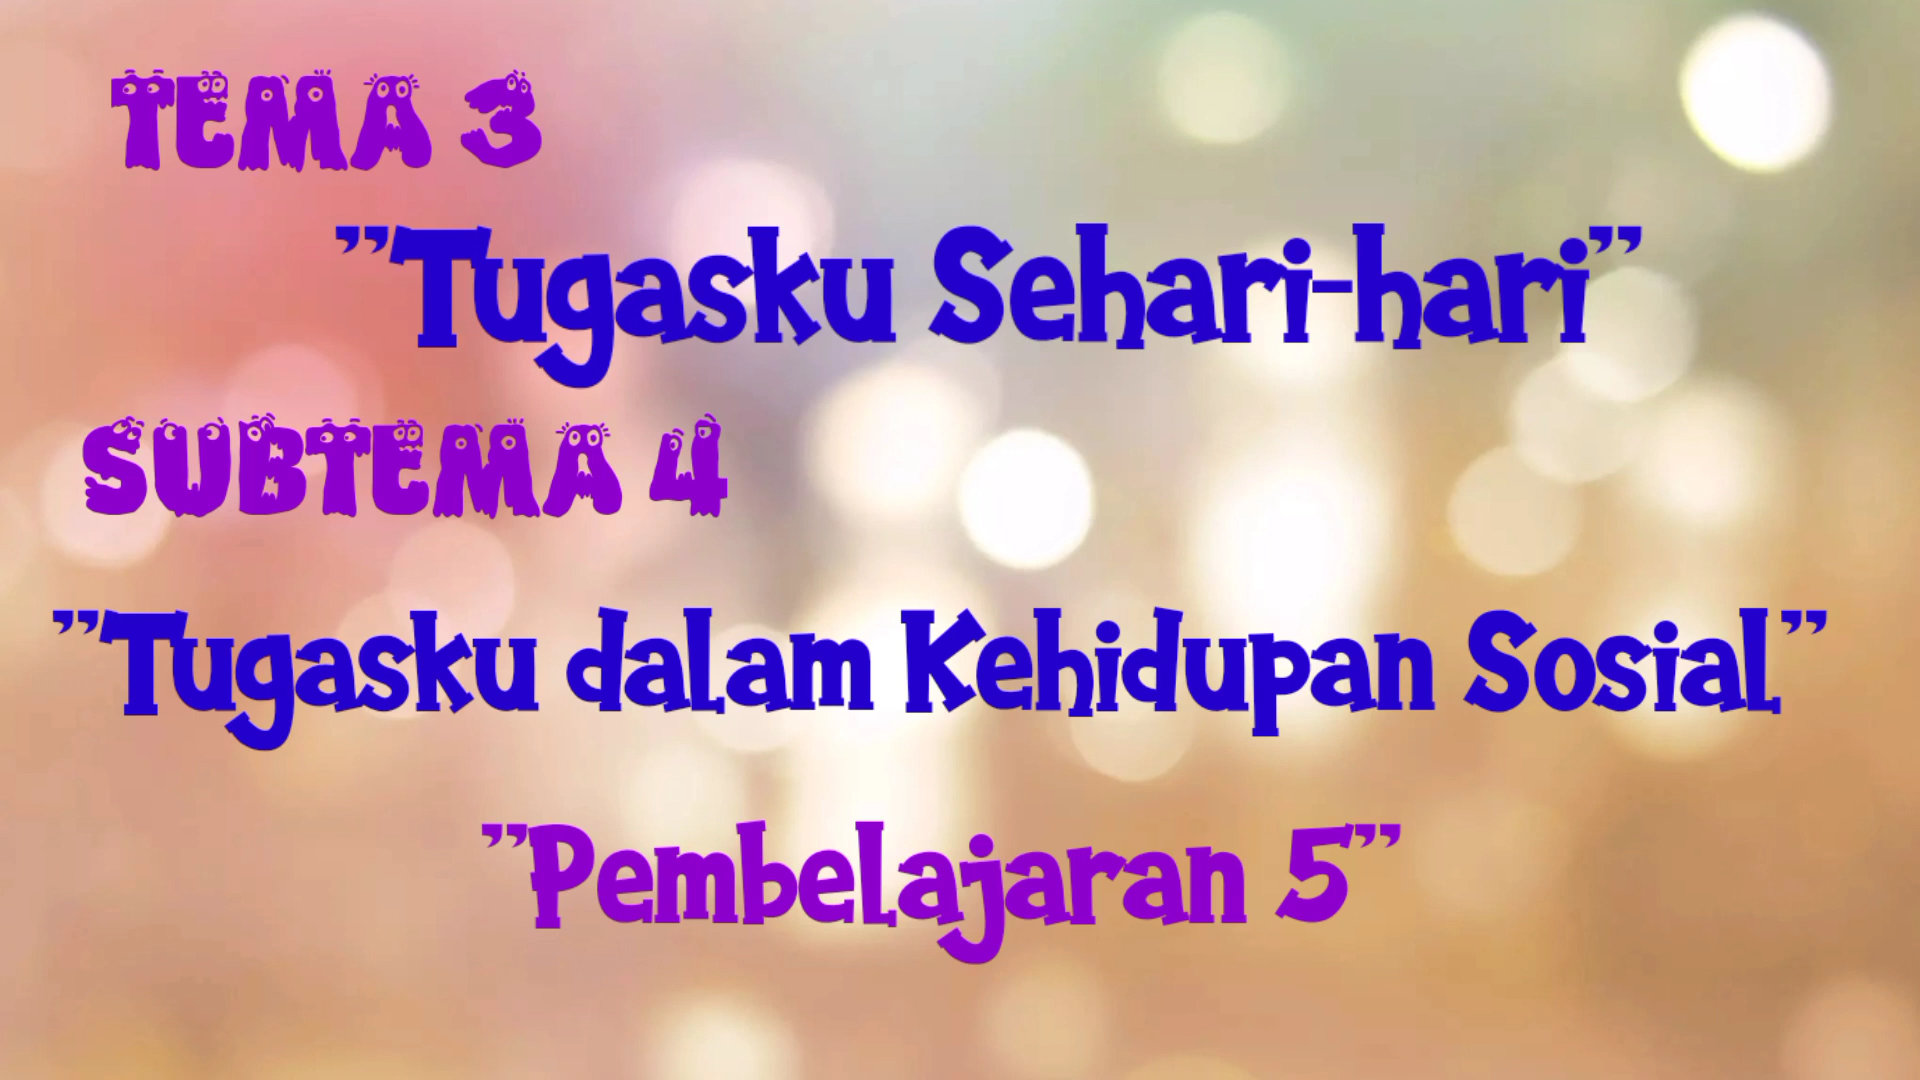 TEMA 3
"Tugasku Sehari-hari"
SUBTEMA 4
"Tugasku dalam Kehidupan Sosial"
"Pembelajaran 5"